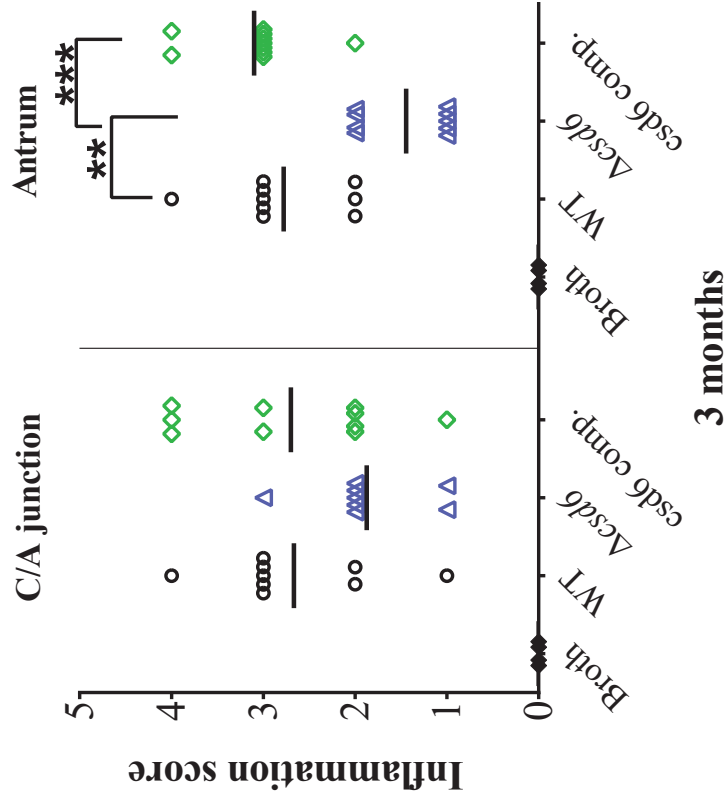 C/A junction
Antrum
**
***
Inflammation score
5
4
3
2
1
0
Broth
WT
Δcsd6
csd6 comp.
Broth
WT
Δcsd6
csd6 comp.
3 months